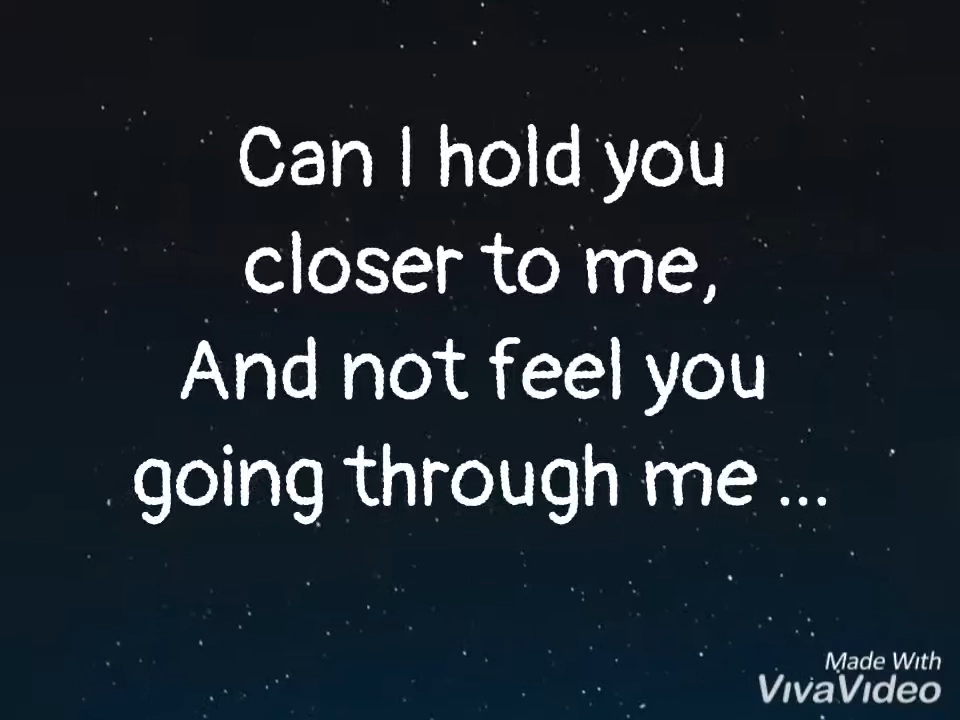 Can I hold you
closer to me,
And not feel you
going through me ...
Made With
VivaVideo